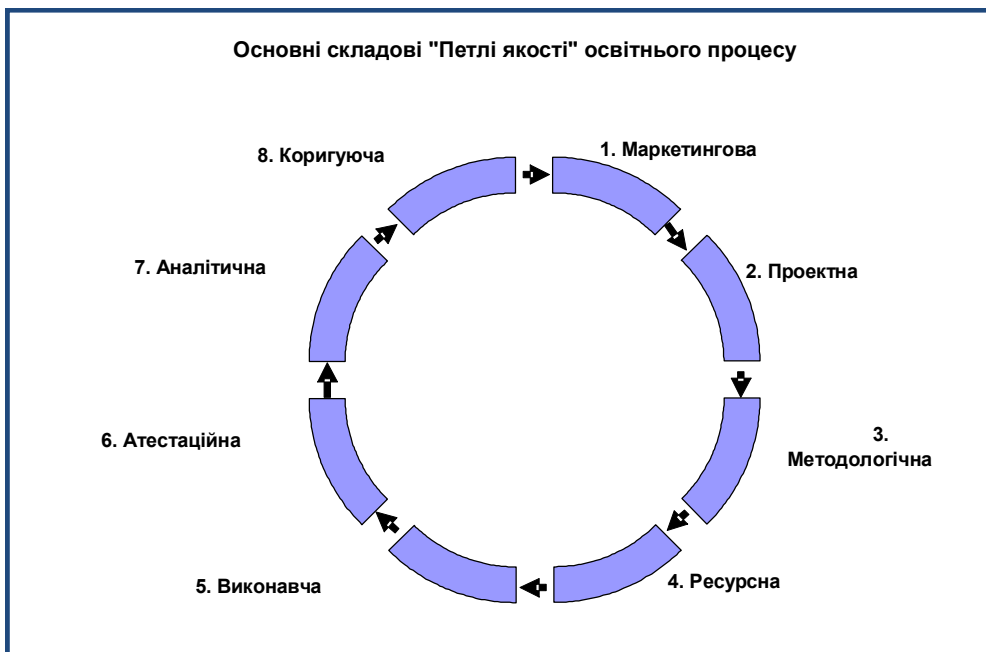 Основні складові "Петлі якості" освітнього процесу
1. Маркетингова
2. Проектна
3.
Методологічна
4. Ресурсна
5. Виконавча
6. Атестаційна
7. Аналітична
8. Коригуюча